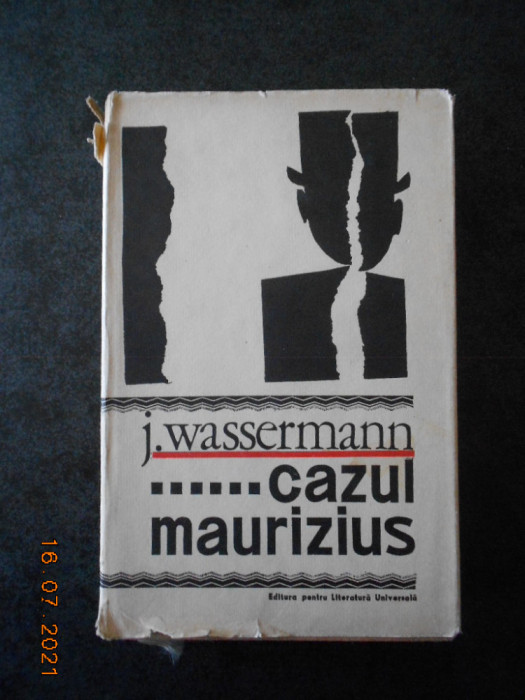 j.wassermann
......cazul
maurizius
Editura pentru Literatură Universală
16.07.2021